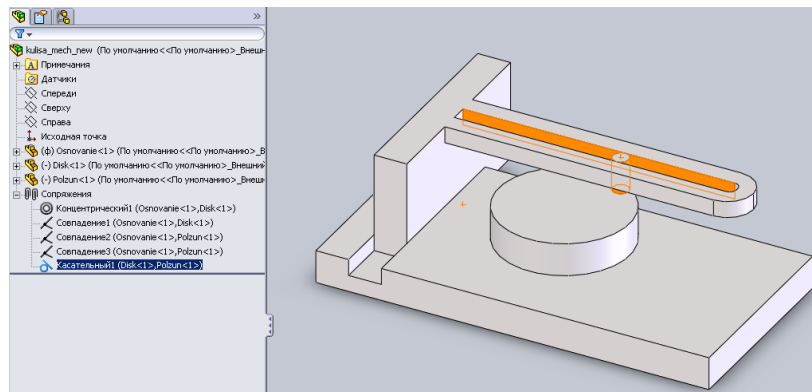 kulisa_mech_new (По умолчанию<<По умолчанию>_Внешн
Примечания
Датчики
Спереди
Сверху
Справа
Исходная точка
(ф) Osnovanie<1> (По умолчанию<<По умолчанию>_В
(-) Disk<1> (По умолчанию<<По умолчанию>_Внешний
(-) Polzun<1> (По умолчанию<<По умолчанию>_Внеш
Сопряжения
Концентрический1 (Osnovanie<1>,Disk<1>)
Совпадение1 (Osnovanie<1>,Disk<1>)
Совпадение2 (Osnovanie<1>,Polzun<1>)
Совпадение3 (Osnovanie<1>,Polzun<1>)
Касательный1 (Disk<1>,Polzun<1>)